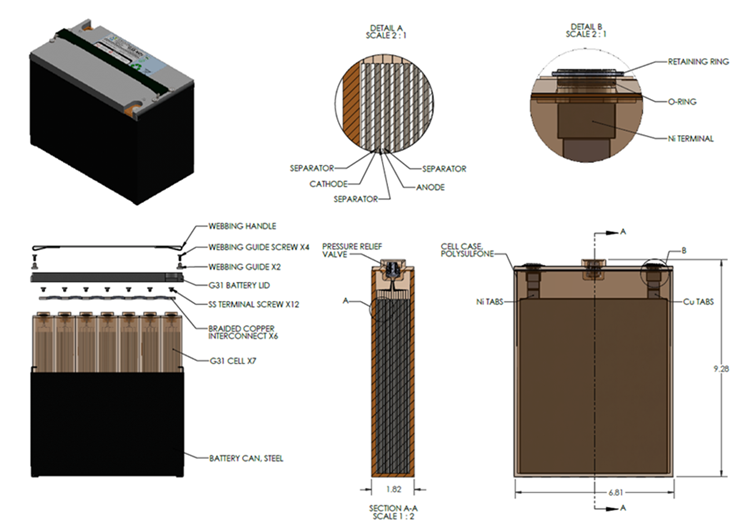 DETAIL A
SCALE 2 : 1
SEPARATOR
CATHODE
SEPARATOR
SEPARATOR
ANODE
DETAIL B
SCALE 2 : 1
RETAINING RING
O-RING
Ni TERMINAL
WEBBING HANDLE
WEBBING GUIDE SCREW X4
WEBBING GUIDE X2
G31 BATTERY LID
SS TERMINAL SCREW X12
BRAIDED COPPER
INTERCONNECT X6
G31 CELL X7
BATTERY CAN, STEEL
PRESSURE RELIEF
VALVE
A
1.82
SECTION A-A
SCALE 1 : 2
CELL CASE,
POLYSULFONE
A
B
Ni TABS
Cu TABS
9.28
6.81
A